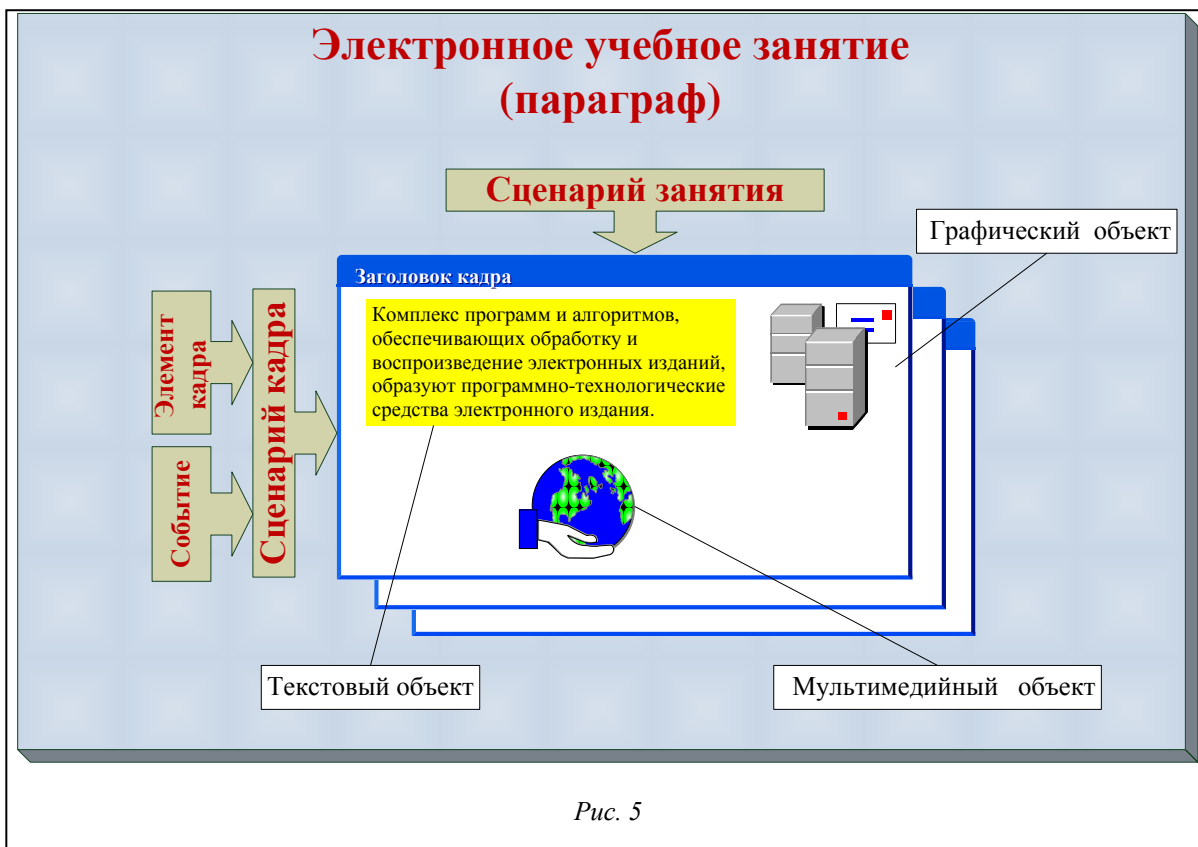 Электронное учебное занятие
(параграф)
Сценарий занятия
Графический объект
Заголовок кадра
Элемент
кадра
Событие
Сценарий кадра
Комплекс программ и алгоритмов,
обеспечивающих обработку и
воспроизведение электронных изданий,
образуют программно-технологические
средства электронного издания.
Текстовый объект
Мультимедийный объект
Рис. 5